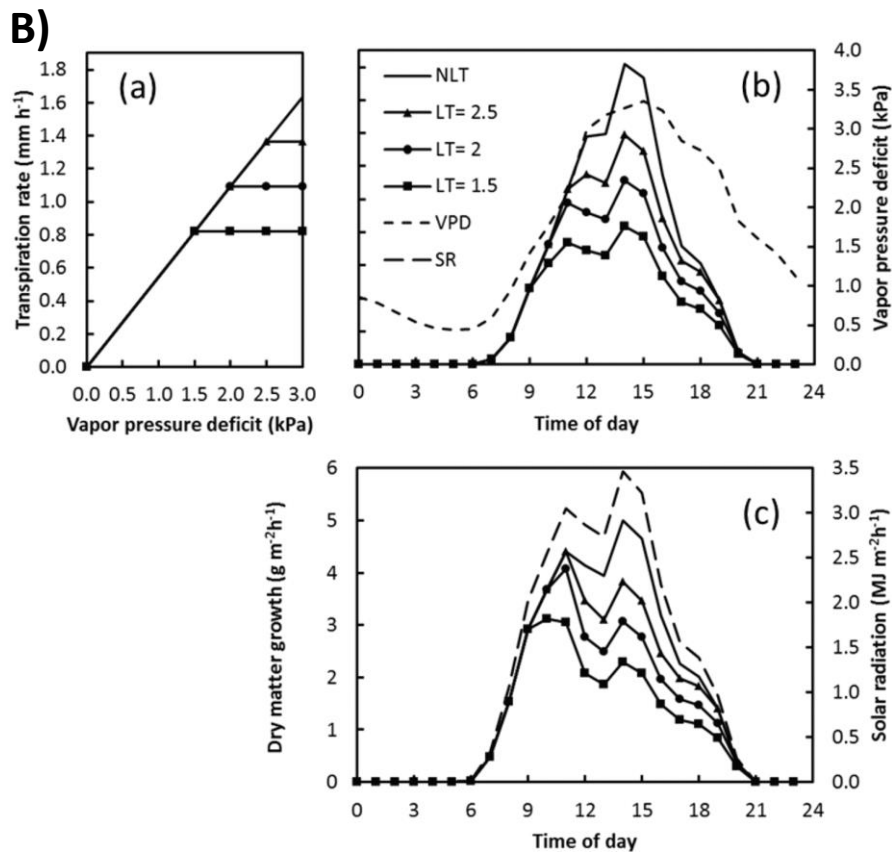 B)
(a)
Transpiration rate (mm h-1)
1.8
1.6
1.4
1.2
1.0
0.8
0.6
0.4
0.2
0.0
0.0 0.5 1.0 1.5 2.0 2.5 3.0
Vapor pressure deficit (kPa)
(b)
NLT
LT= 2.5
LT= 2
LT= 1.5
VPD
SR
4.0
3.5
3.0
2.5
2.0
1.5
1.0
0.5
0.0
Vapor pressure deficit (kPa)
0 3 6 9 12 15 18 21 24
Time of day
(c)
Dry matter growth (g m-2h-1)
6
5
4
3
2
1
0
3.5
3.0
2.5
2.0
1.5
1.0
0.5
0.0
Solar radiation (MJ m-2h-1)
0 3 6 9 12 15 18 21 24
Time of day